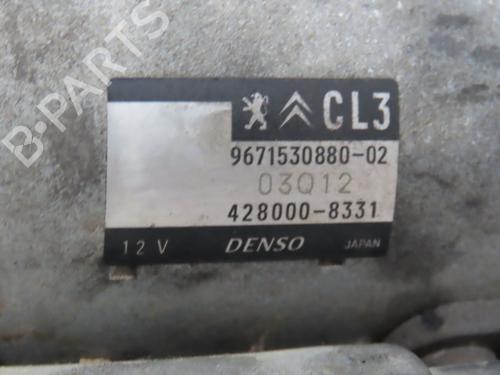 B-PARTS
CL3
9671530880-02
03Q12
428000-8331
12 V DENSO JAPAN